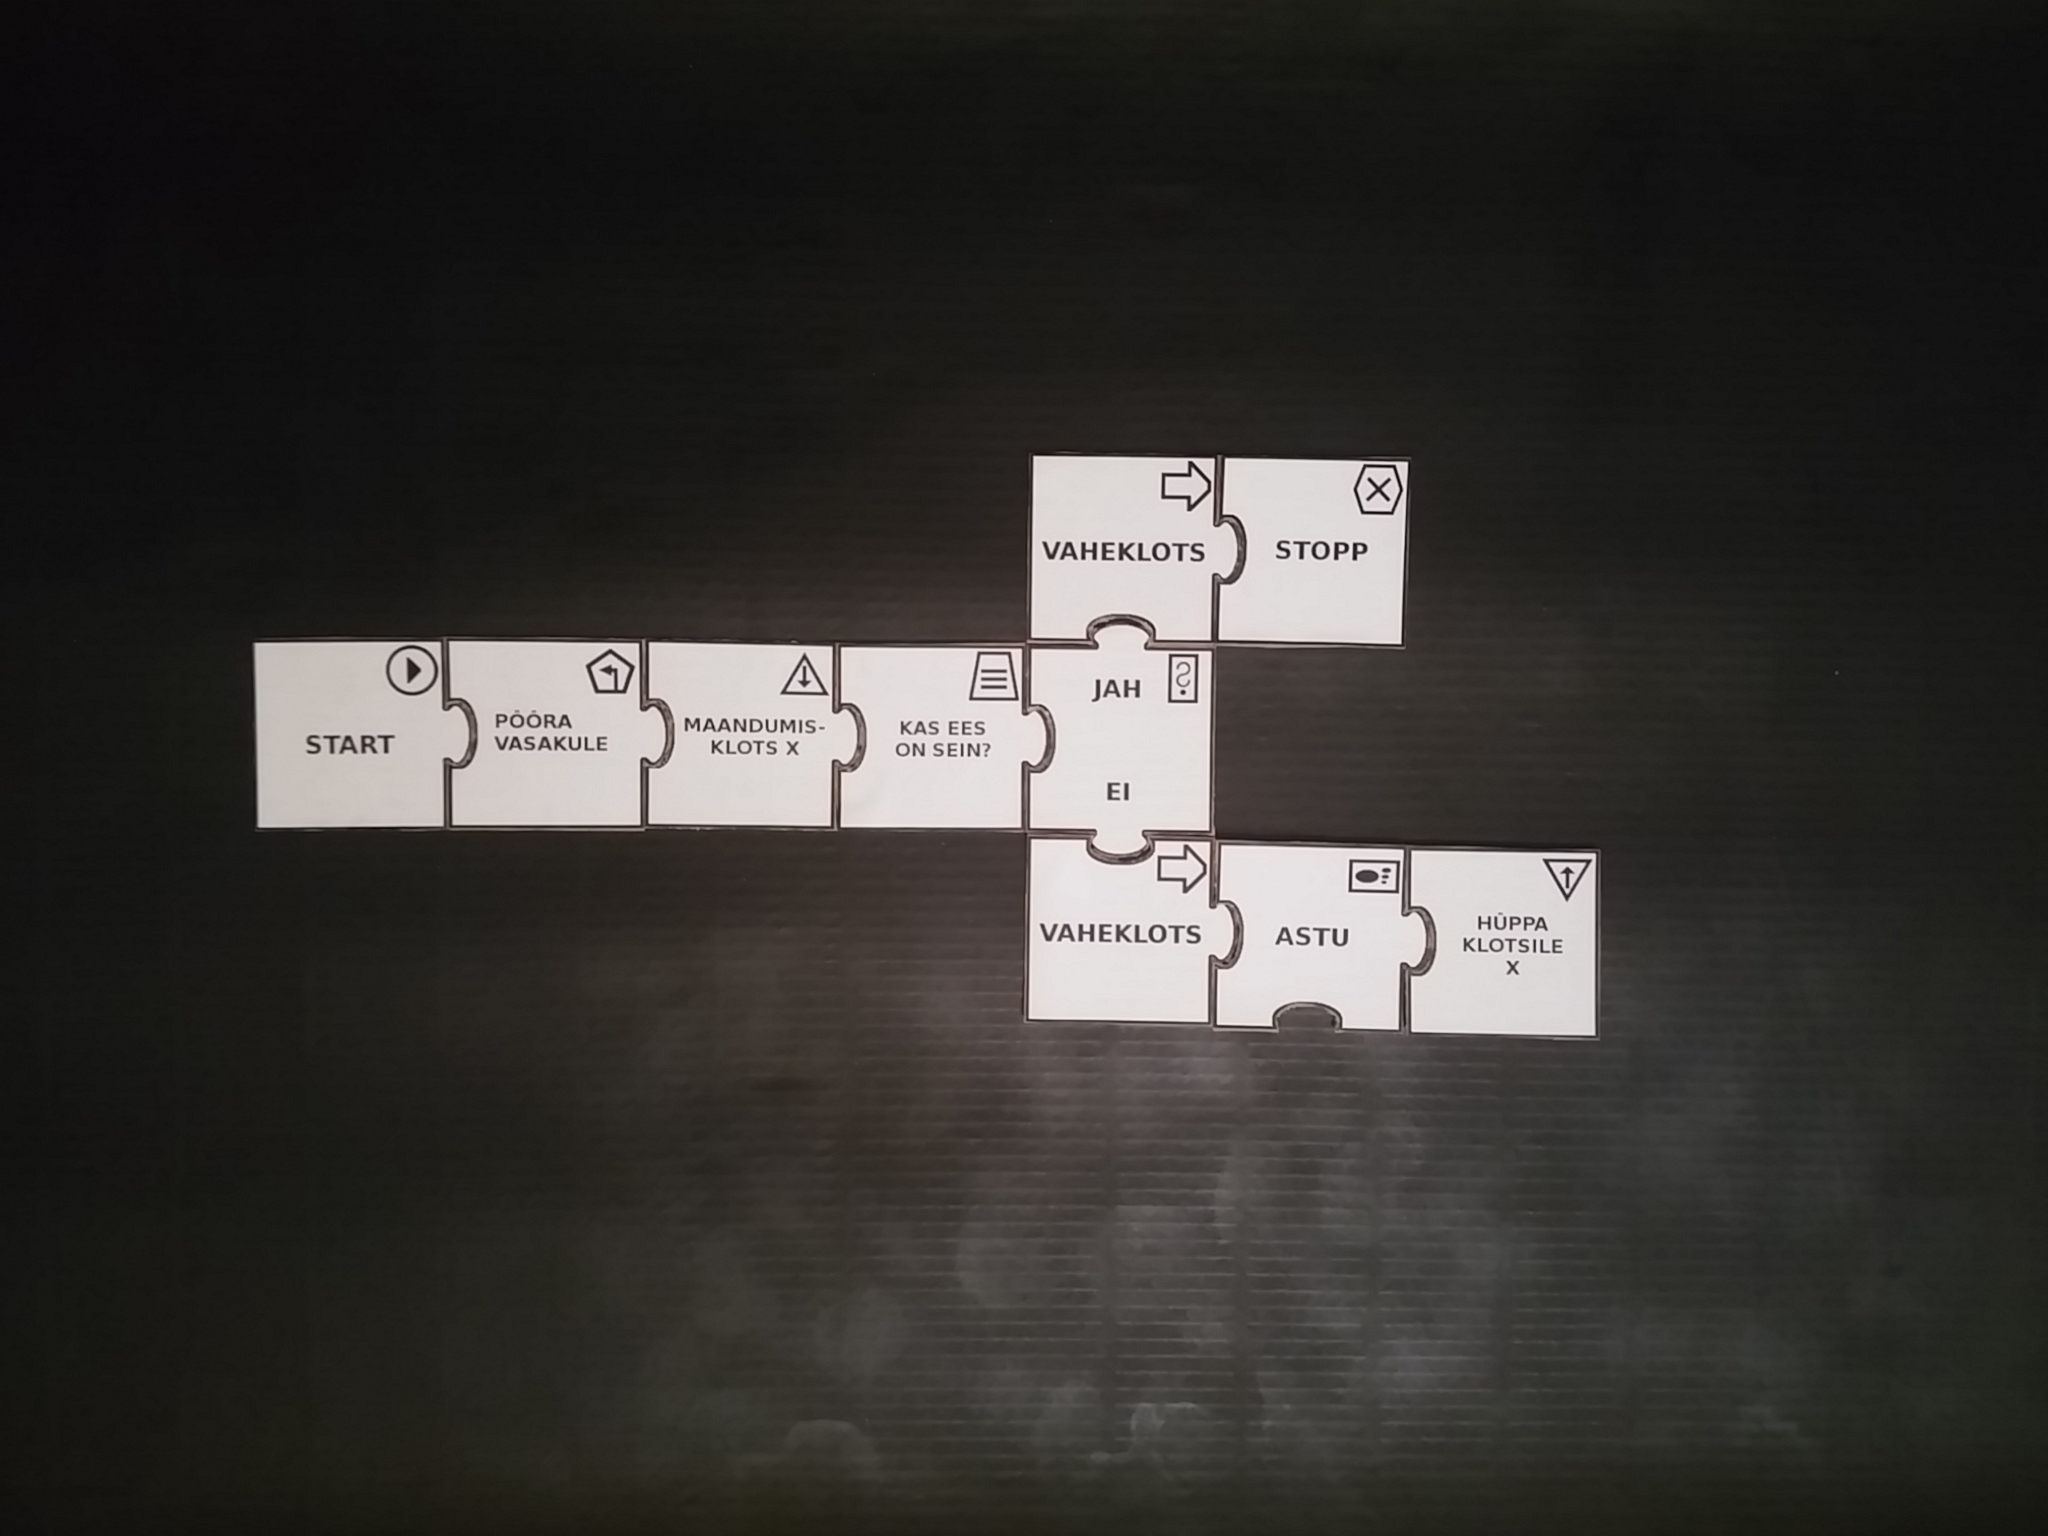 START
PÖÖRA
VASAKULE
MAANDUMIS-
KLOTS X
KAS EES
ON SEIN?
JAH
EI
VAHEKLOTS
STOPP
VAHEKLOTS
ASTU
HÜPPA
KLOTSILE
X